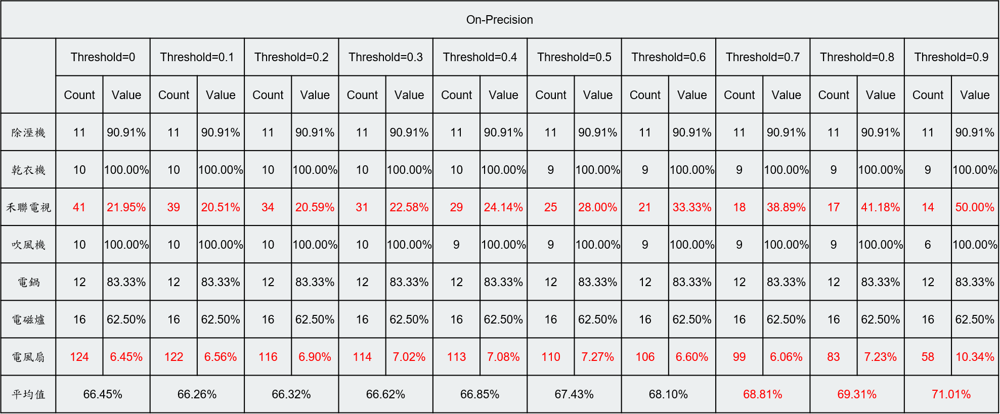 On-Precision
Threshold=0 Threshold=0.1 Threshold=0.2 Threshold=0.3 Threshold=0.4 Threshold=0.5 Threshold=0.6 Threshold=0.7 Threshold=0.8 Threshold=0.9
Count Value Count Value Count Value Count Value Count Value Count Value Count Value Count Value Count Value Count Value
除溼機 11 90.91% 11 90.91% 11 90.91% 11 90.91% 11 90.91% 11 90.91% 11 90.91% 11 90.91% 11 90.91% 11 90.91%
乾衣機 10 100.00% 10 100.00% 10 100.00% 10 100.00% 10 100.00% 9 100.00% 9 100.00% 9 100.00% 9 100.00% 9 100.00%
禾聯電視 41 21.95% 39 20.51% 34 20.59% 31 22.58% 29 24.14% 25 28.00% 21 33.33% 18 38.89% 17 41.18% 14 50.00%
吹風機 10 100.00% 10 100.00% 10 100.00% 10 100.00% 9 100.00% 9 100.00% 9 100.00% 9 100.00% 9 100.00% 6 100.00%
電鍋 12 83.33% 12 83.33% 12 83.33% 12 83.33% 12 83.33% 12 83.33% 12 83.33% 12 83.33% 12 83.33% 12 83.33%
電磁爐 16 62.50% 16 62.50% 16 62.50% 16 62.50% 16 62.50% 16 62.50% 16 62.50% 16 62.50% 16 62.50% 16 62.50%
電風扇 124 6.45% 122 6.56% 116 6.90% 114 7.02% 113 7.08% 110 7.27% 106 6.60% 99 6.06% 83 7.23% 58 10.34%
平均值 66.45% 66.26% 66.32% 66.62% 66.85% 67.43% 68.10% 68.81% 69.31% 71.01%